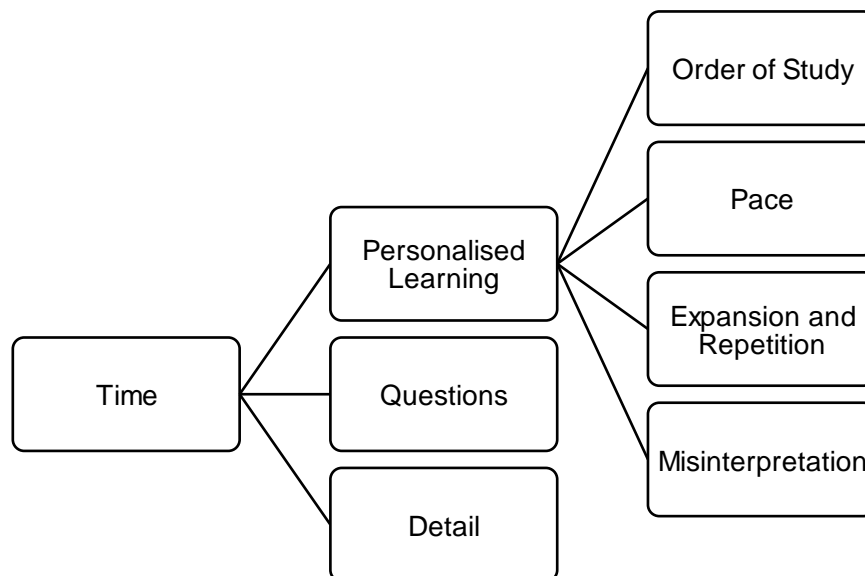 Time
Personalised
Learning
Questions
Detail
Order of Study
Pace
Expansion and
Repetition
Misinterpretation